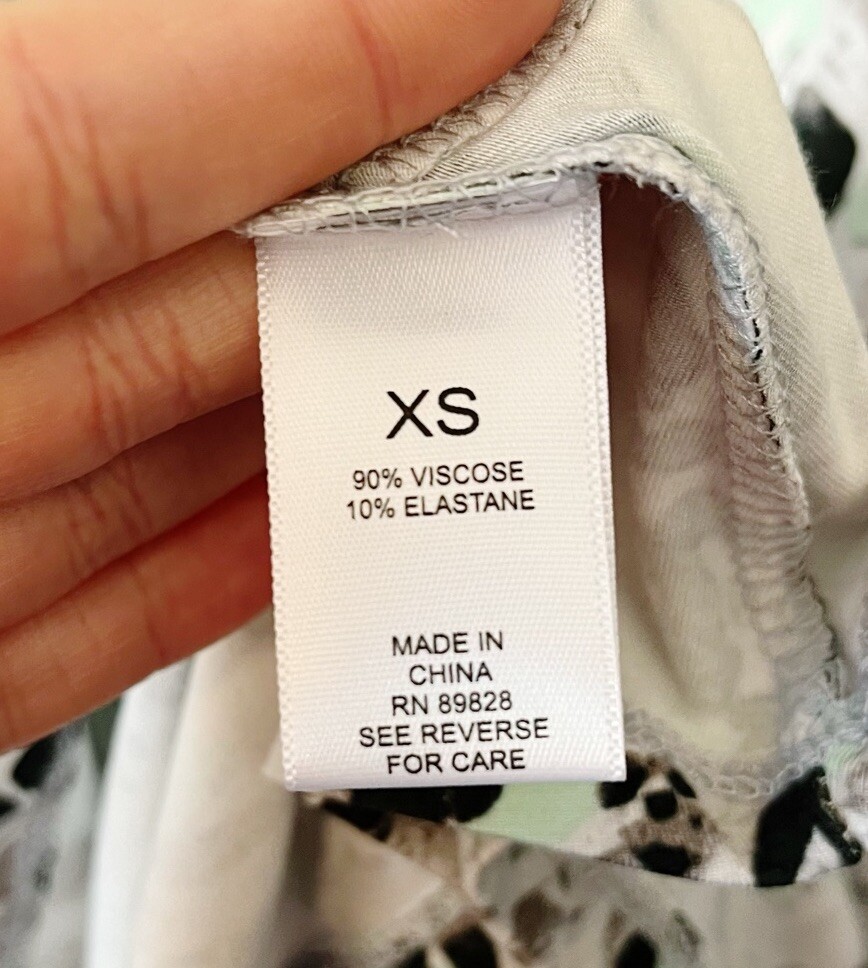 XS
90% VISCOSE
10% ELASTANE
MADE IN
CHINA
RN 89828
SEE REVERSE
FOR CARE